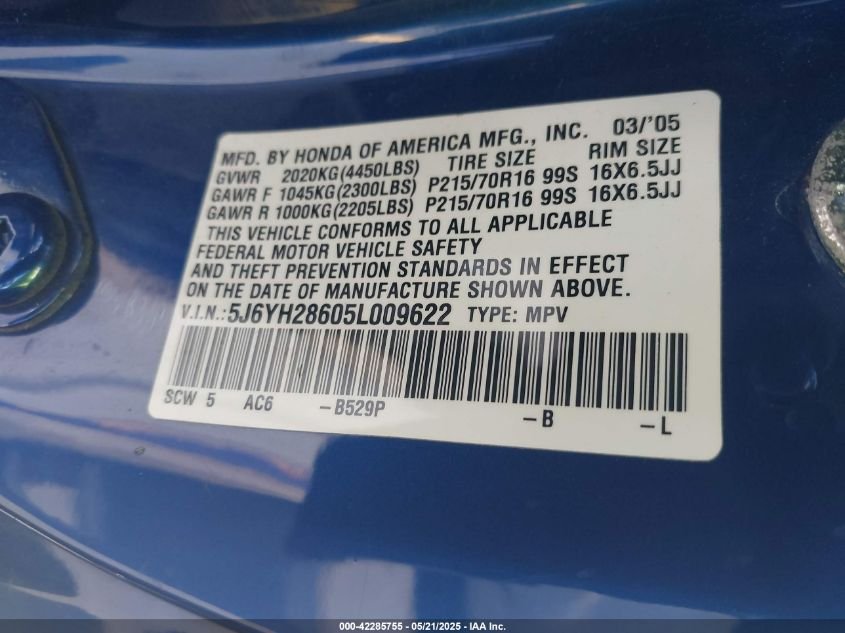 MFD. BY HONDA OF AMERICA MFG., INC. 03/'05
GVWR 2020KG(4450LBS) TIRE SIZE RIM SIZE
GAWR F 1045KG(2300LBS) P215/70R16 99S 16X6.5JJ
GAWR R 1000KG(2205LBS) P215/70R16 99S 16X6.5JJ
THIS VEHICLE CONFORMS TO ALL APPLICABLE
FEDERAL MOTOR VEHICLE SAFETY
AND THEFT PREVENTION STANDARDS IN EFFECT
ON THE DATE OF MANUFACTURE SHOWN ABOVE.
V.I.N.:5J6YH28605L009622 TYPE: MPV
SCW 5 AC6 -B529P -B -L
000-42285755 - 05/21/2025 - IAA Inc.